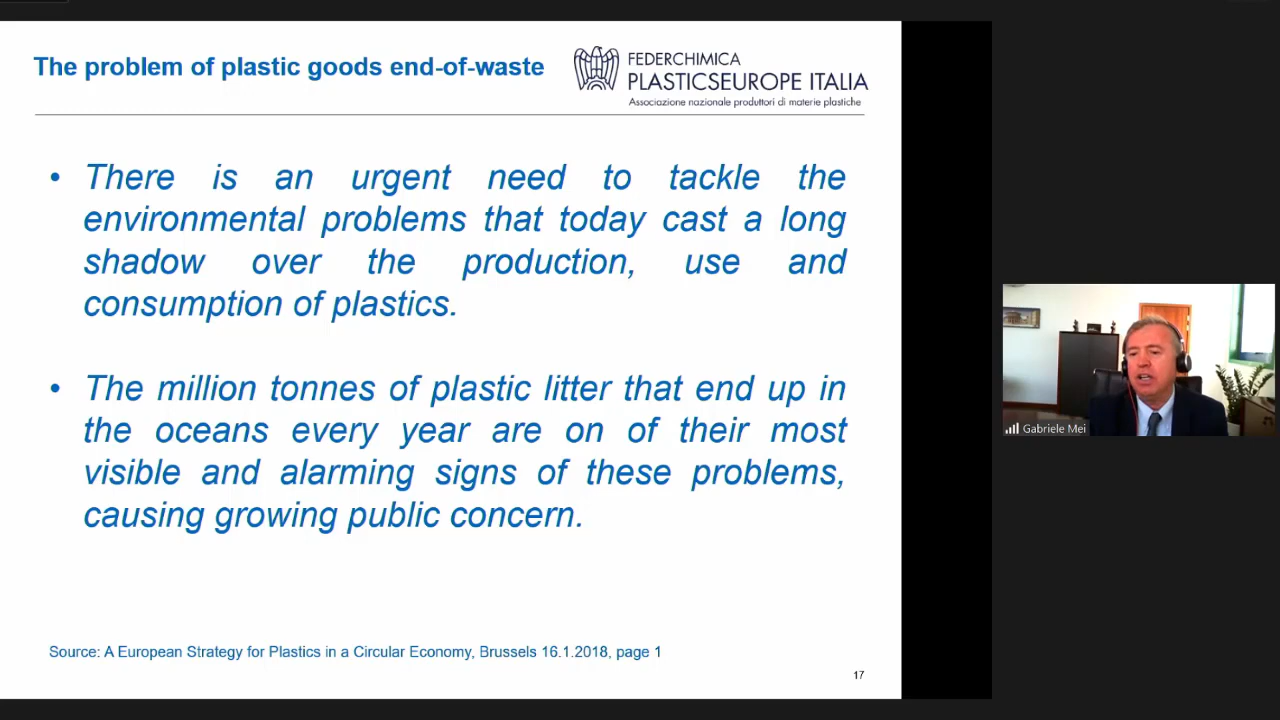 The problem of plastic goods end-of-waste
FEDERCHIMICA
PLASTICSEUROPE ITALIA
Associazione nazionale produttori di materie plastiche
• There is an urgent need to tackle the
environmental problems that today cast a long
shadow over the production, use and
consumption of plastics.
• The million tonnes of plastic litter that end up in
the oceans every year are on of their most
visible and alarming signs of these problems,
causing growing public concern.
Source: A European Strategy for Plastics in a Circular Economy, Brussels 16.1.2018, page 1
17
Gabriele Mei